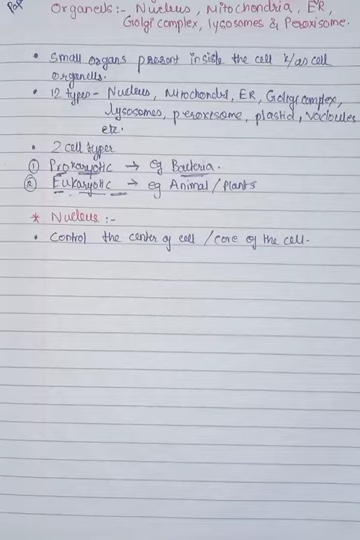 Organells:- Nucleus, Mitochondria, ER,
Golgi complex, lysosomes & Peroxisome.
• Small organs present inside the cell k/as cell
organells.
• 12 types - Nucleus, Mitochondri, ER, Golgi complex,
lysosomes, peroxisome, plastid, vacloules
etc.
• 2 cell types
① Prokaryotic → eg Bacteria.
② Eukaryotic → eg Animal / Plants
* Nucleus :-
• Control the center of cell / core of the cell.